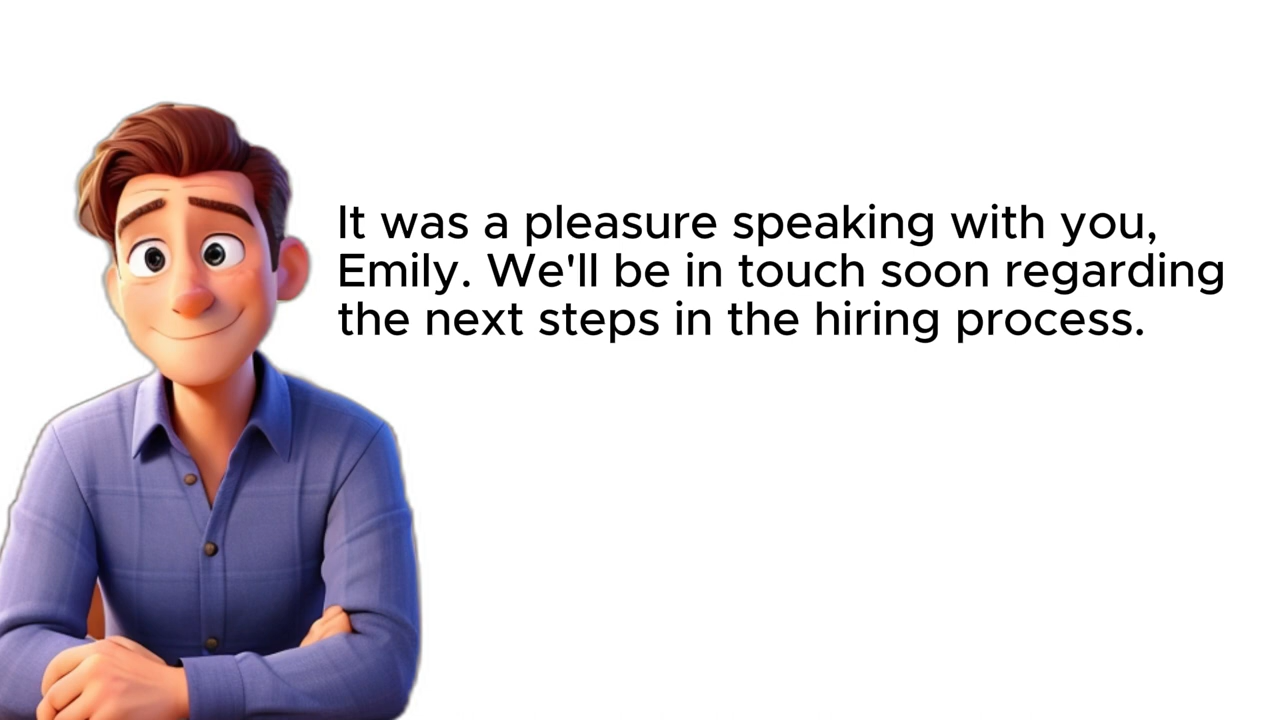 It was a pleasure speaking with you,
Emily. We'll be in touch soon regarding
the next steps in the hiring process.